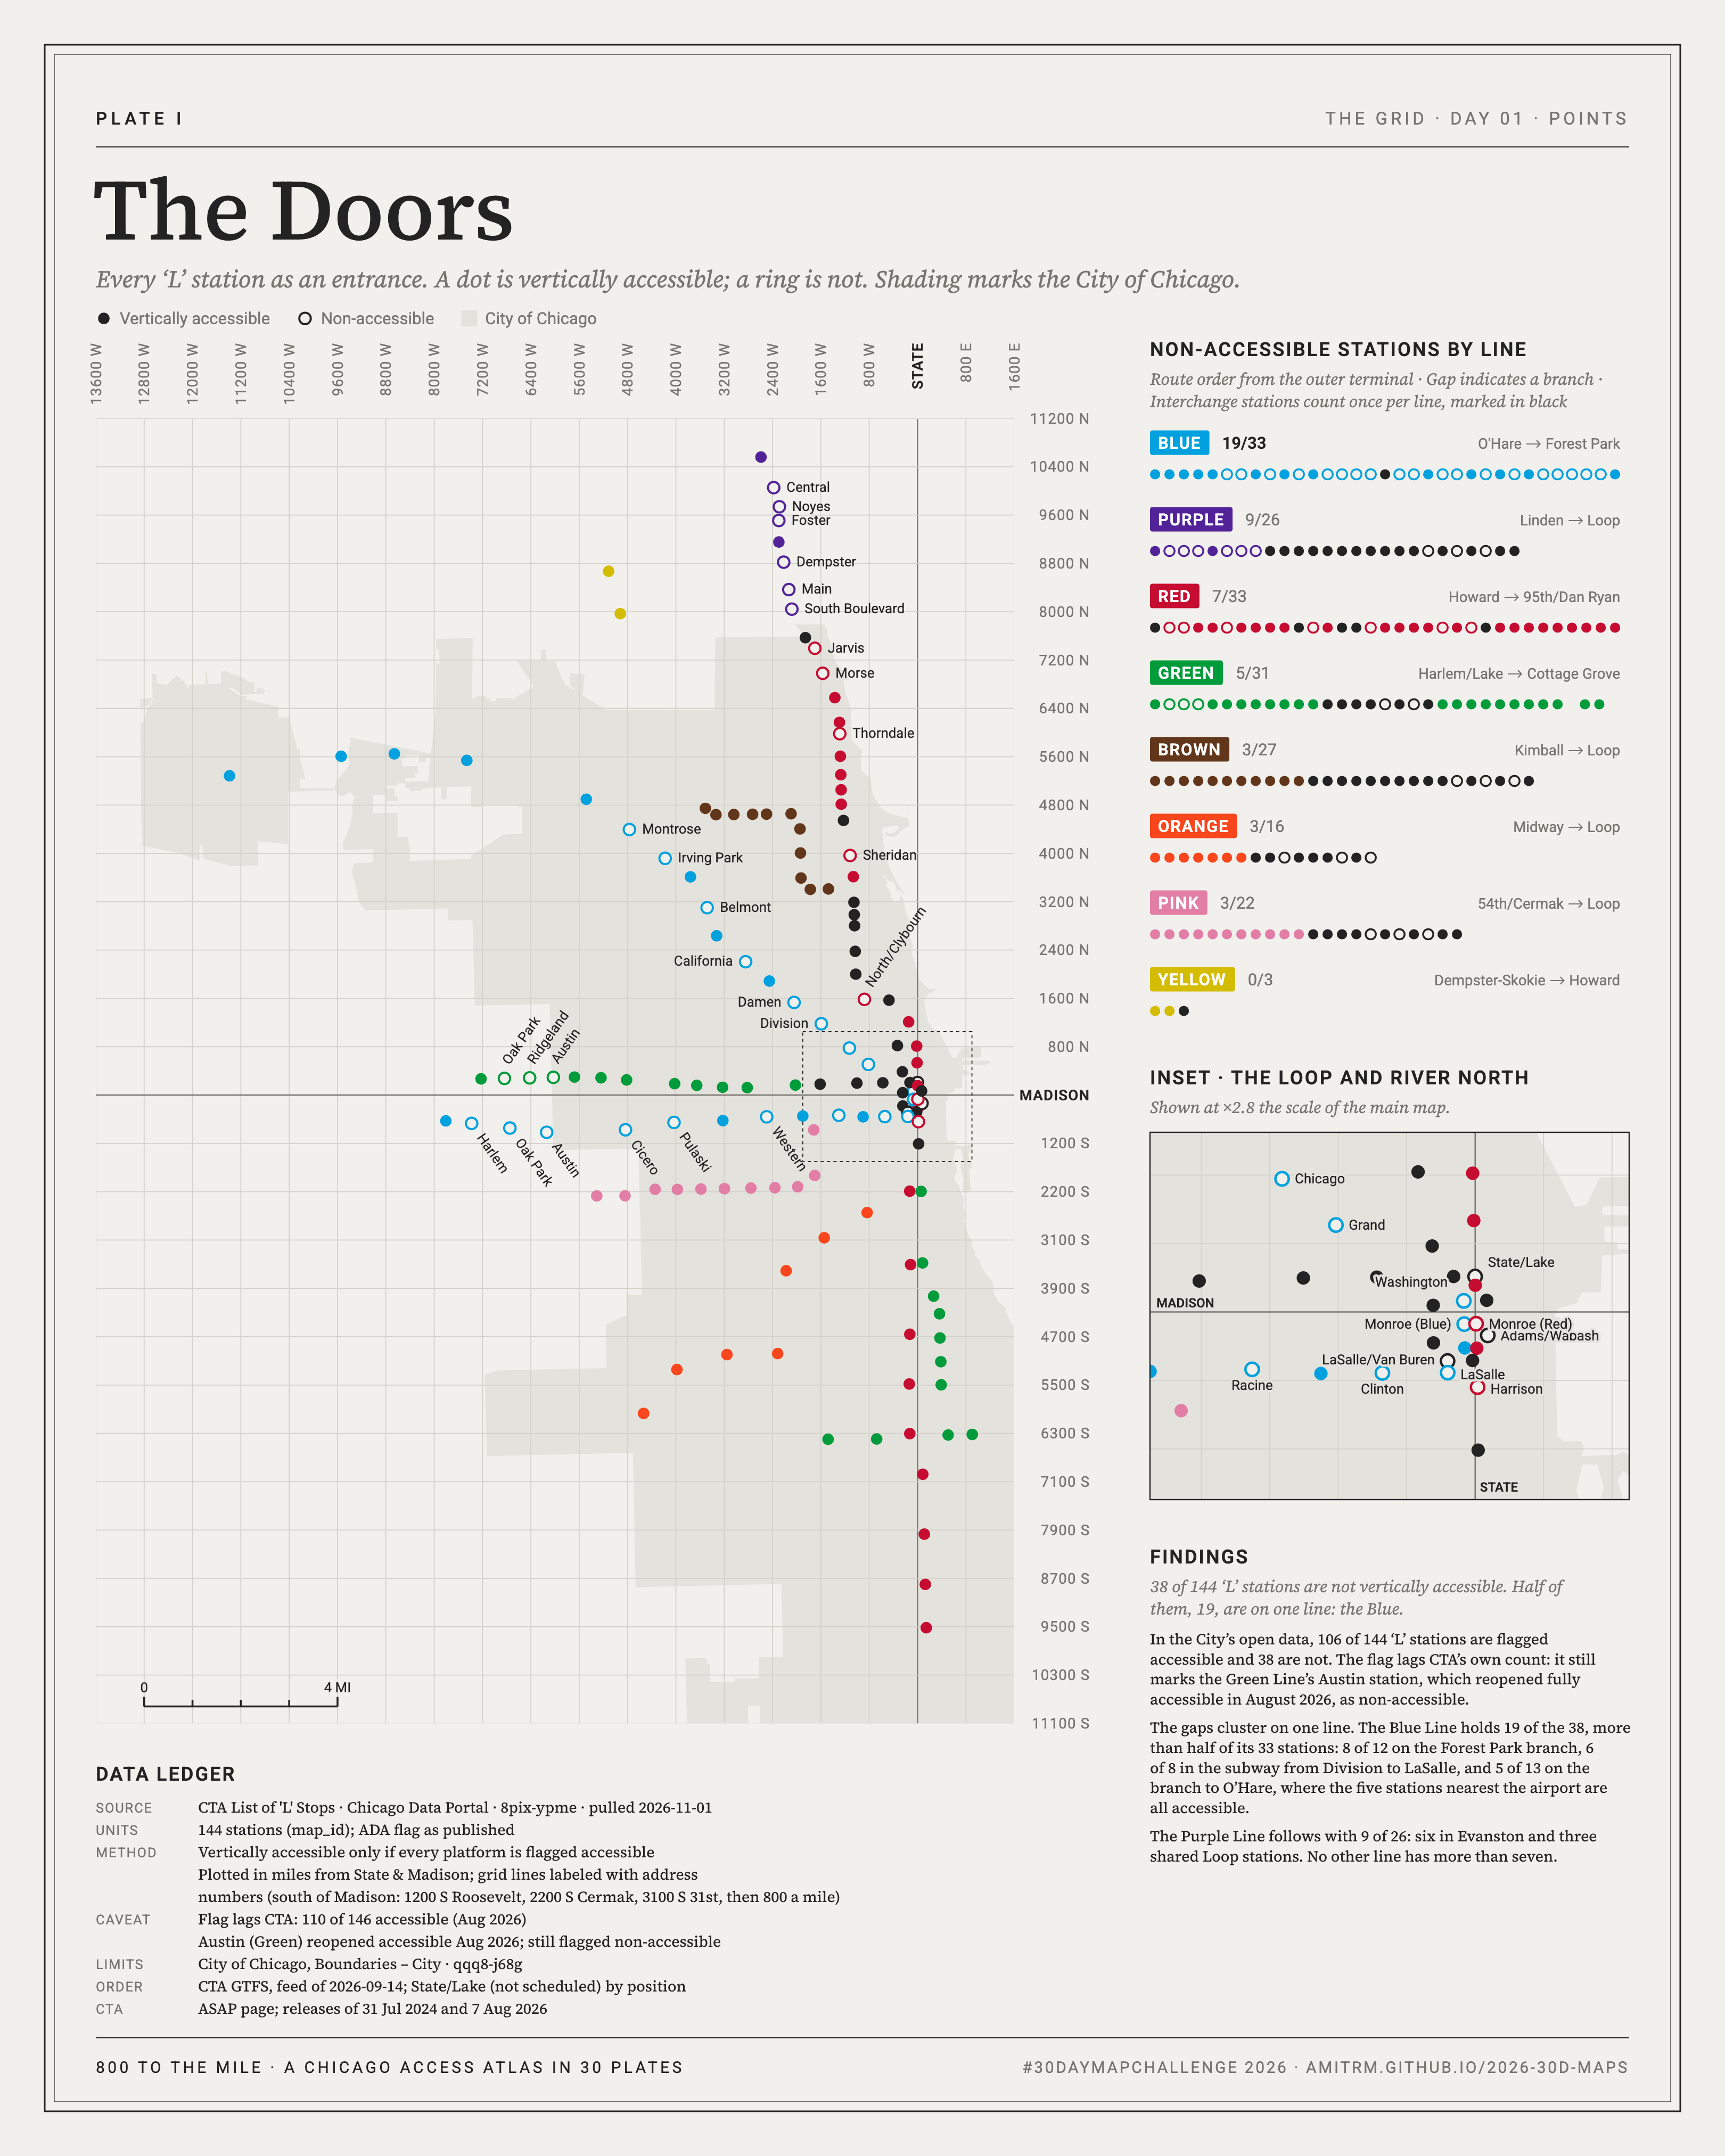 PLATE I
THE GRID · DAY 01 · POINTS
The Doors
Every ‘L’ station as an entrance. A dot is vertically accessible; a ring is not. Shading marks the City of Chicago.
Vertically accessible
Non-accessible
City of Chicago
13600 W
12800 W
12000 W
11200 W
10400 W
9600 W
8800 W
8000 W
7200 W
6400 W
5600 W
4800 W
4000 W
3200 W
2400 W
1600 W
800 W
STATE
800 E
1600 E
11200 N
10400 N
9600 N
8800 N
8000 N
7200 N
6400 N
5600 N
4800 N
4000 N
3200 N
2400 N
1600 N
800 N
MADISON
1200 S
2200 S
3100 S
3900 S
4700 S
5500 S
6300 S
7100 S
7900 S
8700 S
9500 S
10300 S
11100 S
Central
Noyes
Foster
Dempster
Main
South Boulevard
Jarvis
Morse
Thorndale
Montrose
Irving Park
Sheridan
Belmont
North/Clybourn
California
Damen
Division
Oak Park
Ridgeland
Austin
Harlem
Oak Park
Austin
Cicero
Pulaski
Western
0
4 MI
NON-ACCESSIBLE STATIONS BY LINE
Route order from the outer terminal · Gap indicates a branch ·
Interchange stations count once per line, marked in black
BLUE 19/33 O'Hare → Forest Park
PURPLE 9/26 Linden → Loop
RED 7/33 Howard → 95th/Dan Ryan
GREEN 5/31 Harlem/Lake → Cottage Grove
BROWN 3/27 Kimball → Loop
ORANGE 3/16 Midway → Loop
PINK 3/22 54th/Cermak → Loop
YELLOW 0/3 Dempster-Skokie → Howard
INSET · THE LOOP AND RIVER NORTH
Shown at ×2.8 the scale of the main map.
Chicago
Grand
State/Lake
Washington
MADISON
Monroe (Blue)
Monroe (Red)
Adams/Wabash
LaSalle/Van Buren
LaSalle
Racine
Clinton
Harrison
STATE
FINDINGS
38 of 144 ‘L’ stations are not vertically accessible. Half of
them, 19, are on one line: the Blue.
In the City’s open data, 106 of 144 ‘L’ stations are flagged
accessible and 38 are not. The flag lags CTA’s own count: it still
marks the Green Line’s Austin station, which reopened fully
accessible in August 2026, as non-accessible.
The gaps cluster on one line. The Blue Line holds 19 of the 38, more
than half of its 33 stations: 8 of 12 on the Forest Park branch, 6
of 8 in the subway from Division to LaSalle, and 5 of 13 on the
branch to O’Hare, where the five stations nearest the airport are
all accessible.
The Purple Line follows with 9 of 26: six in Evanston and three
shared Loop stations. No other line has more than seven.
DATA LEDGER
SOURCE CTA List of 'L' Stops · Chicago Data Portal · 8pix-ypme · pulled 2026-11-01
UNITS 144 stations (map_id); ADA flag as published
METHOD Vertically accessible only if every platform is flagged accessible
Plotted in miles from State & Madison; grid lines labeled with address
numbers (south of Madison: 1200 S Roosevelt, 2200 S Cermak, 3100 S 31st, then 800 a mile)
CAVEAT Flag lags CTA: 110 of 146 accessible (Aug 2026)
Austin (Green) reopened accessible Aug 2026; still flagged non-accessible
LIMITS City of Chicago, Boundaries – City · qqq8-j68g
ORDER CTA GTFS, feed of 2026-09-14; State/Lake (not scheduled) by position
CTA ASAP page; releases of 31 Jul 2024 and 7 Aug 2026
800 TO THE MILE · A CHICAGO ACCESS ATLAS IN 30 PLATES
#30DAYMAPCHALLENGE 2026 · AMITRM.GITHUB.IO/2026-30D-MAPS